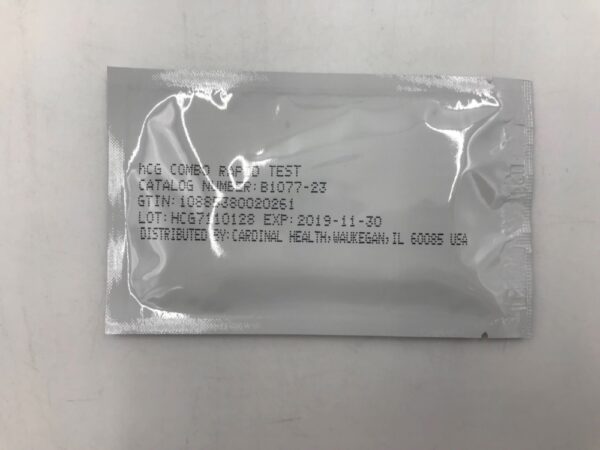 hCG COMBO RAPID TEST
CATALOG NUMBER: B1077-23
GTIN: 10885380020261
LOT: HCG7110128 EXP: 2019-11-30
DISTRIBUTED BY: CARDINAL HEALTH, WAUKEGAN, IL 60085 USA